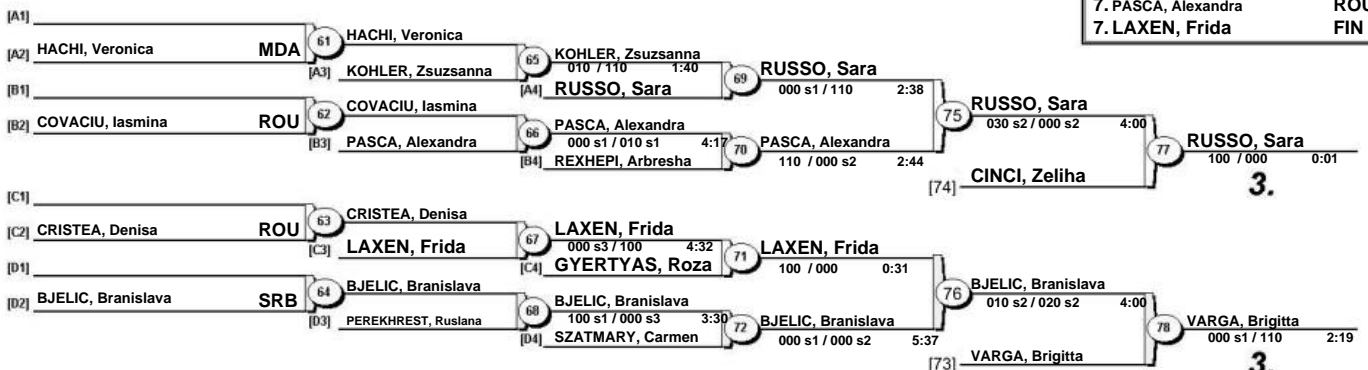 7. PASCA, Alexandra ROU
7. LAXEN, Frida FIN
[A1]
[A2] HACHI, Veronica MDA
61
HACHI, Veronica
[A3] KOHLER, Zsuzsanna
65
KOHLER, Zsuzsanna
010 / 110 1:40
[A4] RUSSO, Sara
69
RUSSO, Sara
000 s1 / 110 2:38
[B1]
[B2] COVACIU, Iasmina ROU
62
COVACIU, Iasmina
[B3] PASCA, Alexandra
66
PASCA, Alexandra
000 s1 / 010 s1 4:17
[B4] REXHEPI, Arbresha
70
PASCA, Alexandra
110 / 000 s2 2:44
75
RUSSO, Sara
030 s2 / 000 s2 4:00
[74] CINCI, Zeliha
77
RUSSO, Sara
100 / 000 0:01
3.
[C1]
[C2] CRISTEA, Denisa ROU
63
CRISTEA, Denisa
[C3] LAXEN, Frida
67
LAXEN, Frida
000 s3 / 100 4:32
[C4] GYERTYAS, Roza
71
LAXEN, Frida
100 / 000 0:31
[D1]
[D2] BJELIC, Branislava SRB
64
BJELIC, Branislava
[D3] PEREKHREST, Ruslana
68
BJELIC, Branislava
100 s1 / 000 s3 3:30
[D4] SZATMARY, Carmen
72
BJELIC, Branislava
000 s1 / 000 s2 5:37
76
BJELIC, Branislava
010 s2 / 020 s2 4:00
[73] VARGA, Brigitta
78
VARGA, Brigitta
000 s1 / 110 2:19
3.